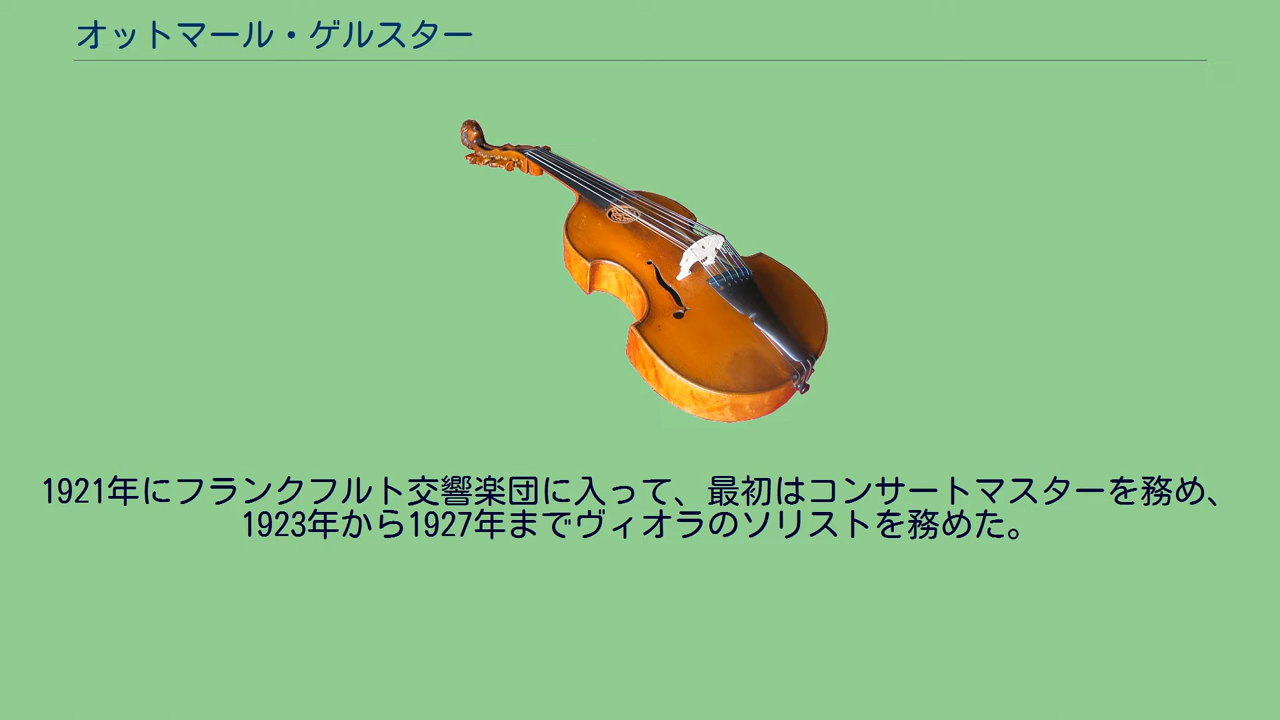 オットマール・ゲルスター
1921年にフランクフルト交響楽団に入って、最初はコンサートマスターを務め、
1923年から1927年までヴィオラのソリストを務めた。